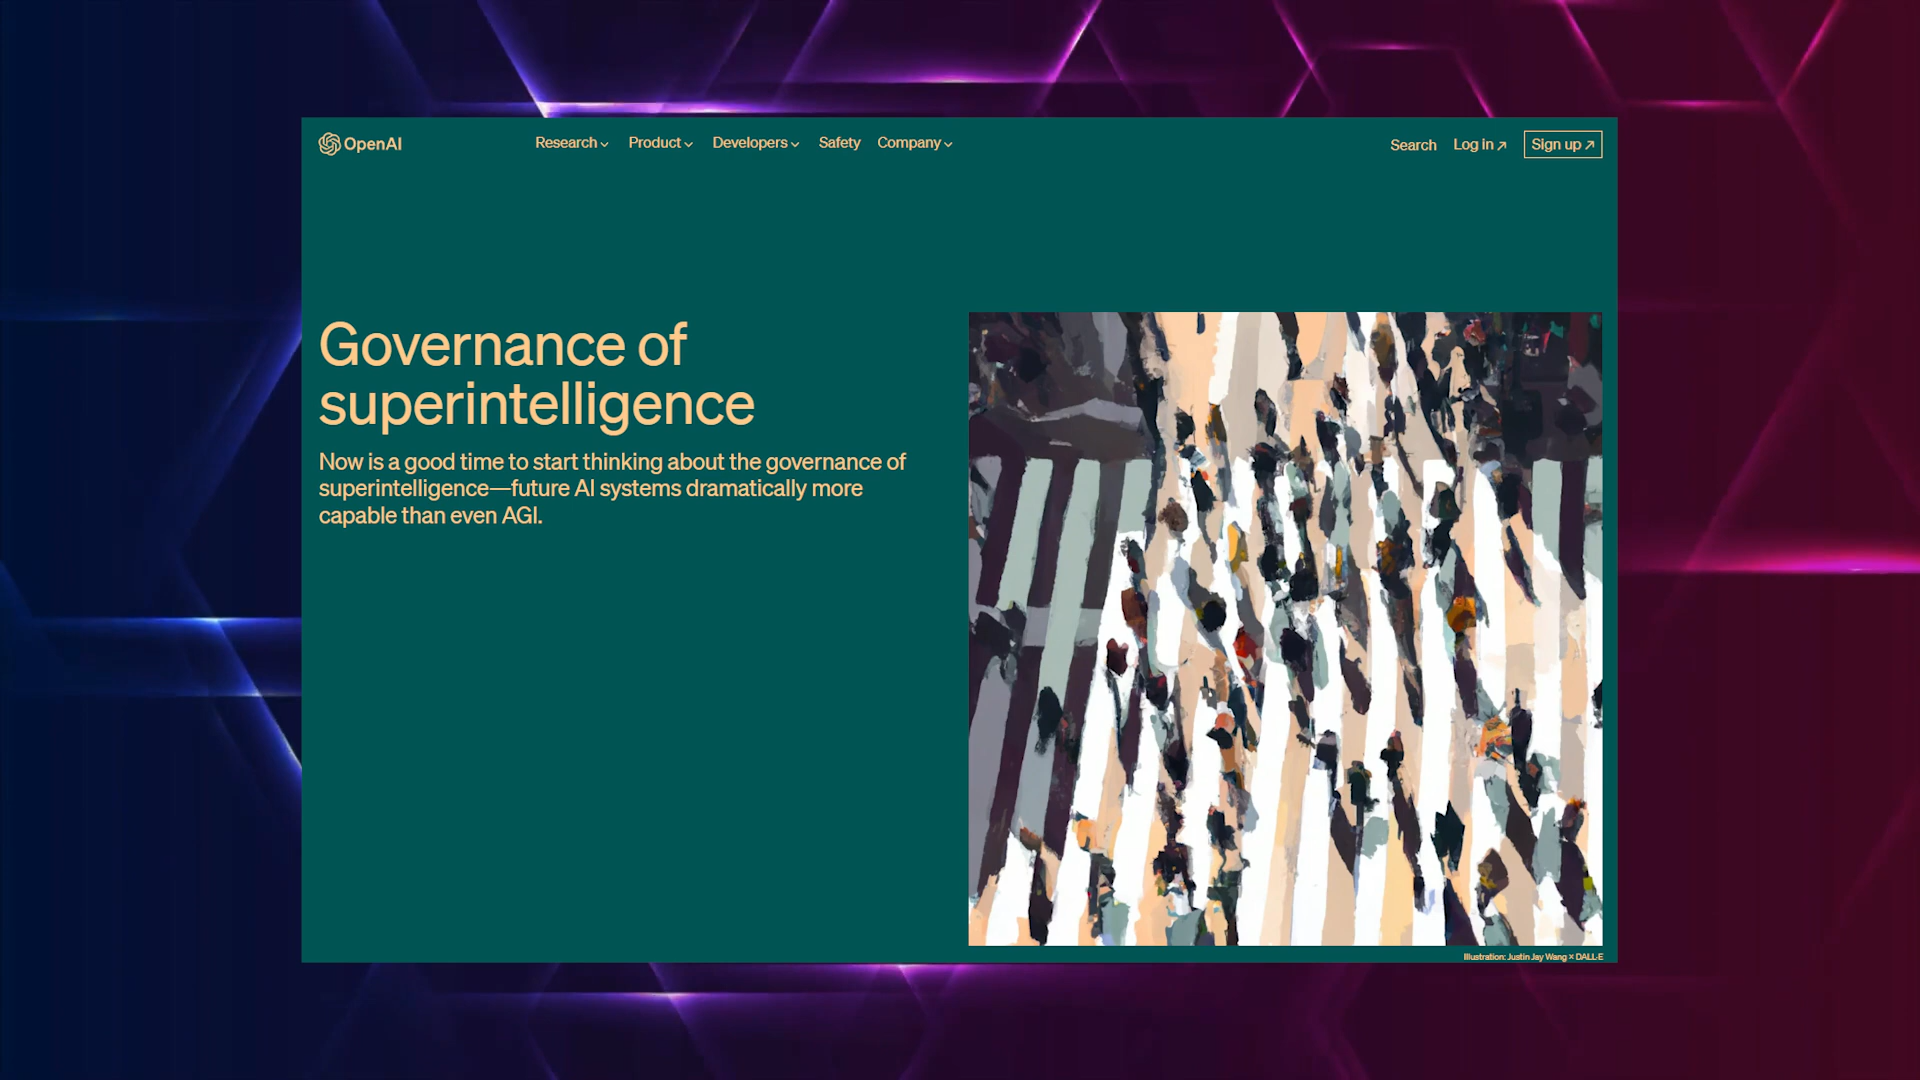 OpenAI
Research
Product
Developers
Safety
Company
Search
Log in
Sign up
Governance of
superintelligence
Now is a good time to start thinking about the governance of
superintelligence—future AI systems dramatically more
capable than even AGI.
Illustration: Justin Jay Wang × DALL·E